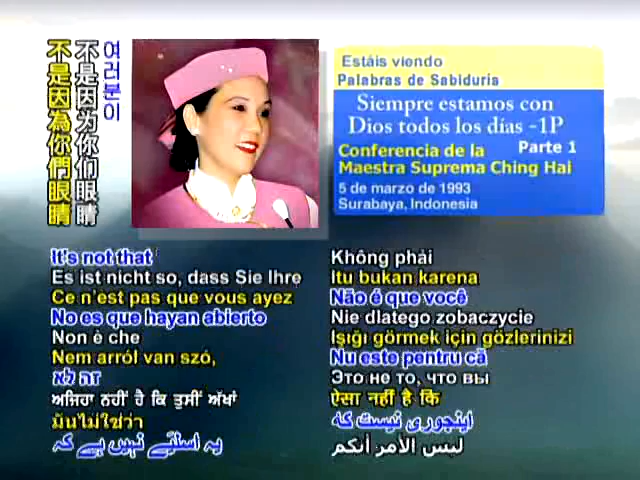 不是因為你們眼睛
不是因为你们眼睛
여러분이
Estáis viendo
Palabras de Sabiduría
Siempre estamos con
Dios todos los días -1P
Conferencia de la Parte 1
Maestra Suprema Ching Hai
5 de marzo de 1993
Surabaya, Indonesia
It's not that
Es ist nicht so, dass Sie Ihre
Ce n'est pas que vous ayez
No es que hayan abierto
Non è che
Nem arról van szó,
זה לא
ਅਜਿਹਾ ਨਹੀਂ ਹੈ ਕਿ ਤੁਸੀਂ ਅੱਖਾਂ
มันไม่ใช่ว่า
یہ اسلئے نہیں ہے کہ
Không phải
Itu bukan karena
Não é que você
Nie dlatego zobaczycie
Işığı görmek için gözlerinizi
Nu este pentru că
Это не то, что вы
ऐसा नहीं है कि
اینجوری نیست که
ليس الأمر أنكم